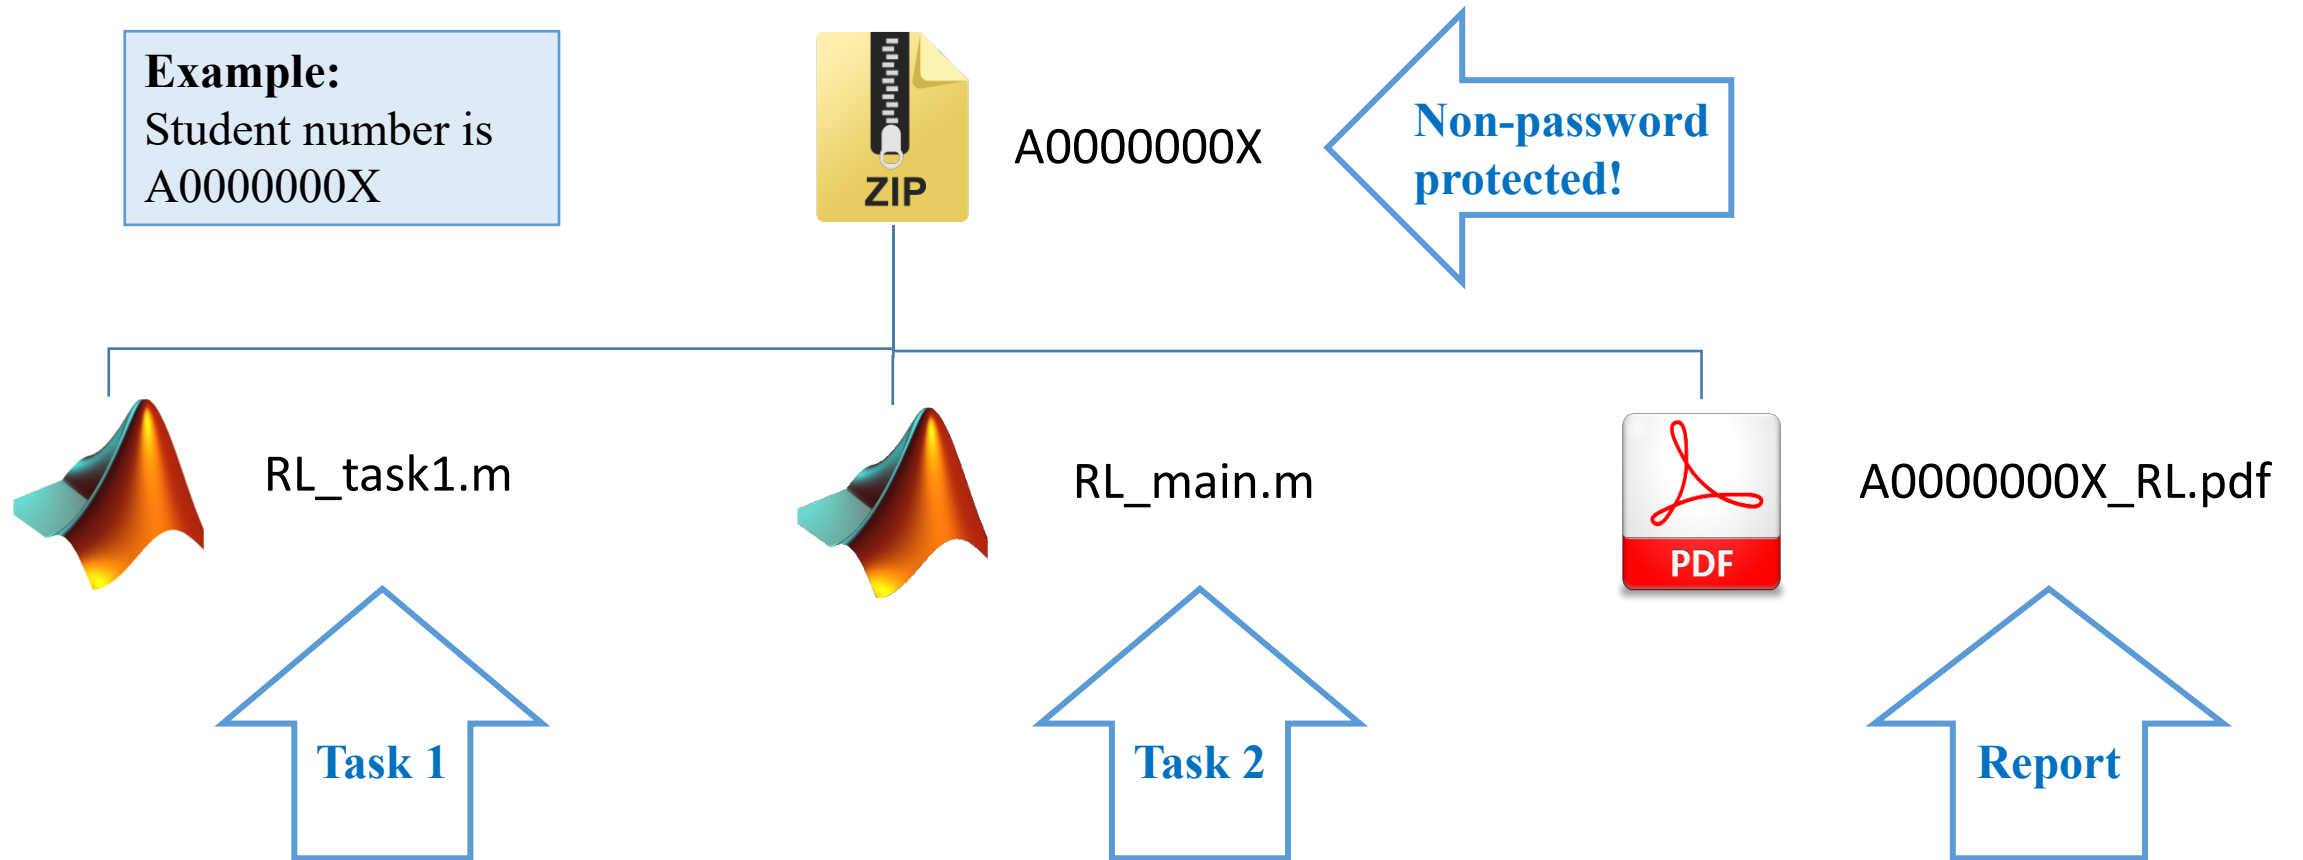 Example:
Student number is
A0000000X
ZIP
A0000000X
Non-password
protected!
RL_task1.m
RL_main.m
PDF
A0000000X_RL.pdf
Task 1
Task 2
Report